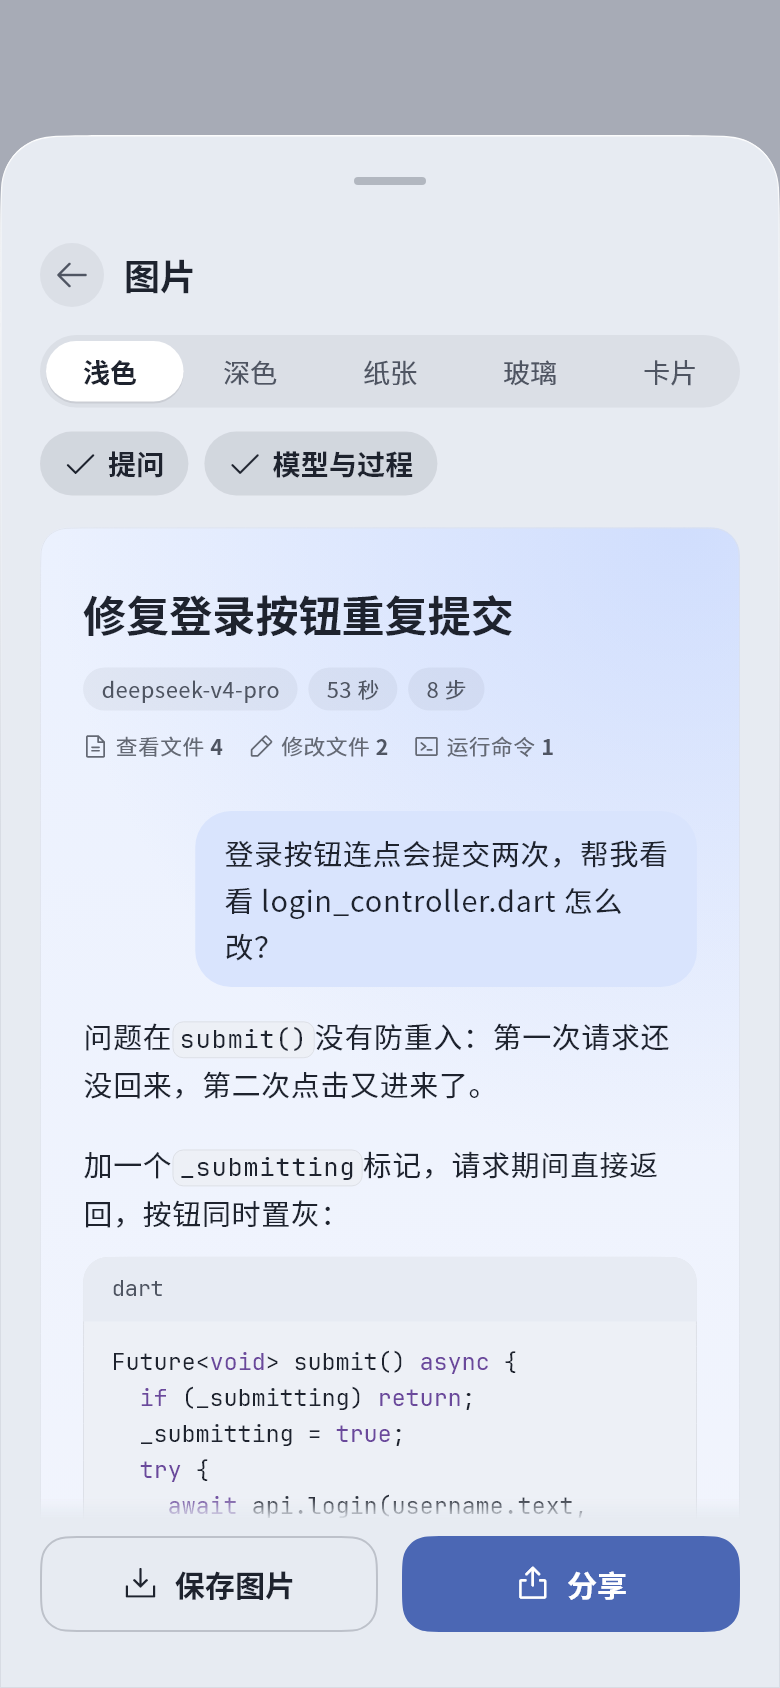 图片
浅色 深色 纸张 玻璃 卡片
提问 模型与过程
修复登录按钮重复提交
deepseek-v4-pro 53 秒 8 步
查看文件 4 修改文件 2 运行命令 1
登录按钮连点会提交两次，帮我看
看 login_controller.dart 怎么
改？
问题在 submit() 没有防重入：第一次请求还
没回来，第二次点击又进来了。
加一个 _submitting 标记，请求期间直接返
回，按钮同时置灰：
dart
Future<void> submit() async {
  if (_submitting) return;
  _submitting = true;
  try {
    await api.login(username.text,
保存图片 分享